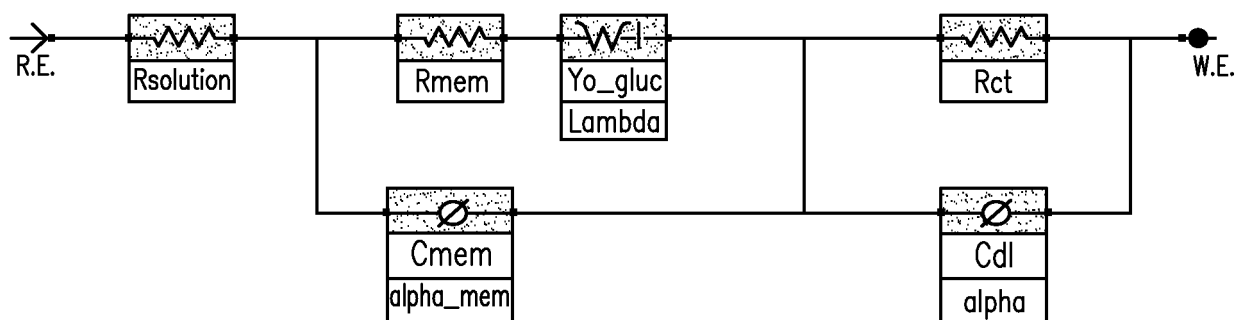 R.E.
Rsolution
Rmem
Yo_gluc
Lambda
Rct
W.E.
Cmem
alpha_mem
Cdl
alpha